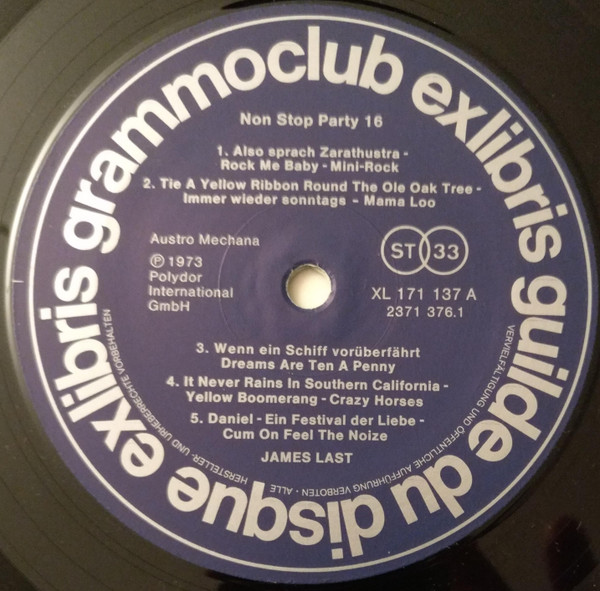 grammoclub exlibris guilde du disque ex libris
Non Stop Party 16
1. Also sprach Zarathustra -
Rock Me Baby - Mini-Rock
2. Tie A Yellow Ribbon Round The Ole Oak Tree -
Immer wieder sonntags - Mama Loo
Austro Mechana
℗ 1973
Polydor
International
GmbH
ST 33
XL 171 137 A
2371 376.1
3. Wenn ein Schiff vorüberfährt
Dreams Are Ten A Penny
4. It Never Rains In Southern California -
Yellow Boomerang - Crazy Horses
5. Daniel - Ein Festival der Liebe -
Cum On Feel The Noize
JAMES LAST
HERSTELLER- UND URHEBERRECHTE VORBEHALTEN
VERVIELFÄLTIGUNG UND ÖFFENTLICHE AUFFÜHRUNG VERBOTEN - ALLE